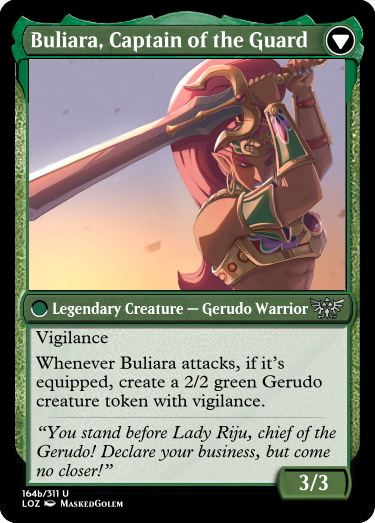 Buliara, Captain of the Guard
Legendary Creature — Gerudo Warrior
Vigilance
Whenever Buliara attacks, if it's
equipped, create a 2/2 green Gerudo
creature token with vigilance.
“You stand before Lady Riju, chief of the
Gerudo! Declare your business, but come
no closer!”
3/3
164b/311 U
LOZ MaskedGolem